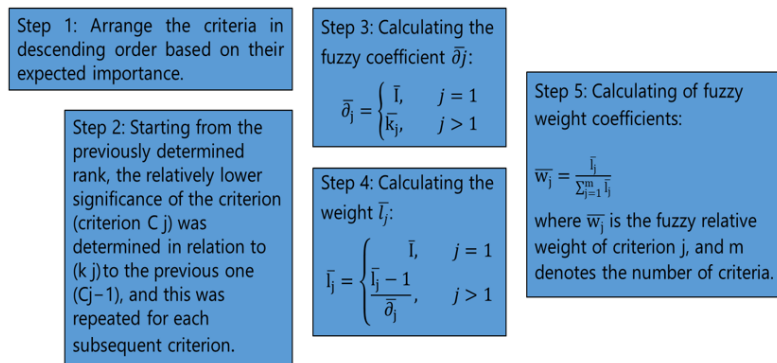 Step 1: Arrange the criteria in
descending order based on their
expected importance.
Step 2: Starting from the
previously determined
rank, the relatively lower
significance of the criterion
(criterion C j) was
determined in relation to
(k j)to the previous one
(Cj−1), and this was
repeated for each
subsequent criterion.
Step 3: Calculating the
fuzzy coefficient ∂̅j:
∂̅ⱼ = { I̅, j = 1
k̅ⱼ, j > 1
Step 4: Calculating the
weight l̅ⱼ:
l̅ⱼ = { I̅, j = 1
(l̅ⱼ − 1)/∂̅ⱼ, j > 1
Step 5: Calculating of fuzzy
weight coefficients:
w̅ⱼ = l̅ⱼ / ∑ᵐⱼ₌₁ l̅ⱼ
where w̅ⱼ is the fuzzy relative
weight of criterion j, and m
denotes the number of criteria.